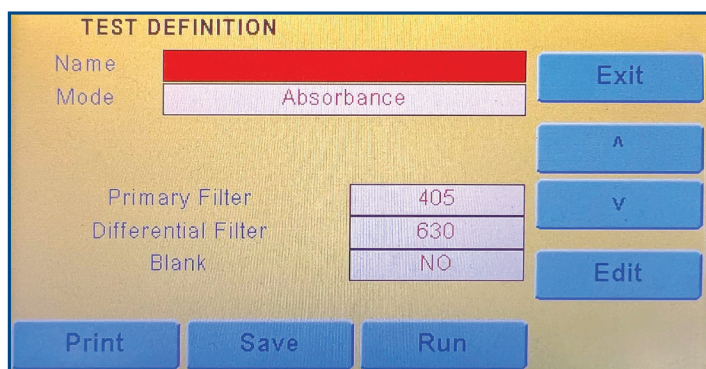 TEST DEFINITION
Name
Exit
Mode Absorbance
^
Primary Filter 405
v
Differential Filter 630
Blank NO
Edit
Print Save Run